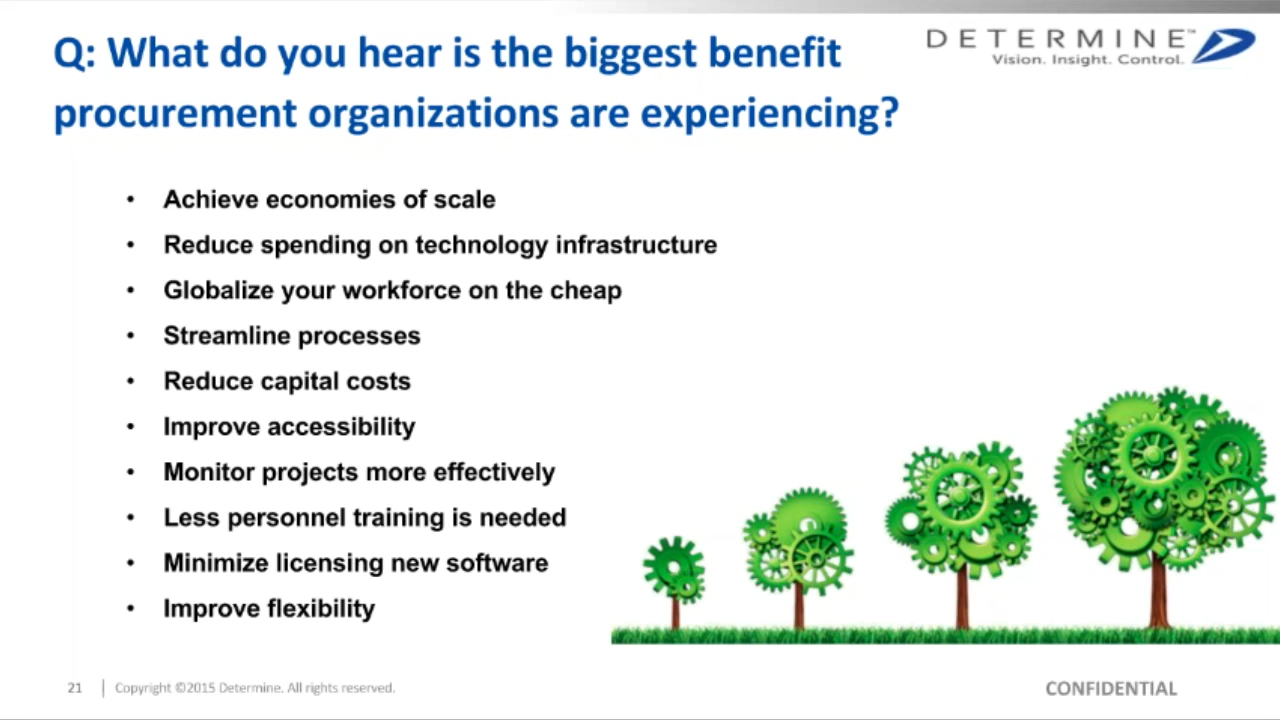 Q: What do you hear is the biggest benefit
procurement organizations are experiencing?
DETERMINE™
Vision. Insight. Control.
• Achieve economies of scale
• Reduce spending on technology infrastructure
• Globalize your workforce on the cheap
• Streamline processes
• Reduce capital costs
• Improve accessibility
• Monitor projects more effectively
• Less personnel training is needed
• Minimize licensing new software
• Improve flexibility
21 | Copyright ©2015 Determine. All rights reserved.
CONFIDENTIAL